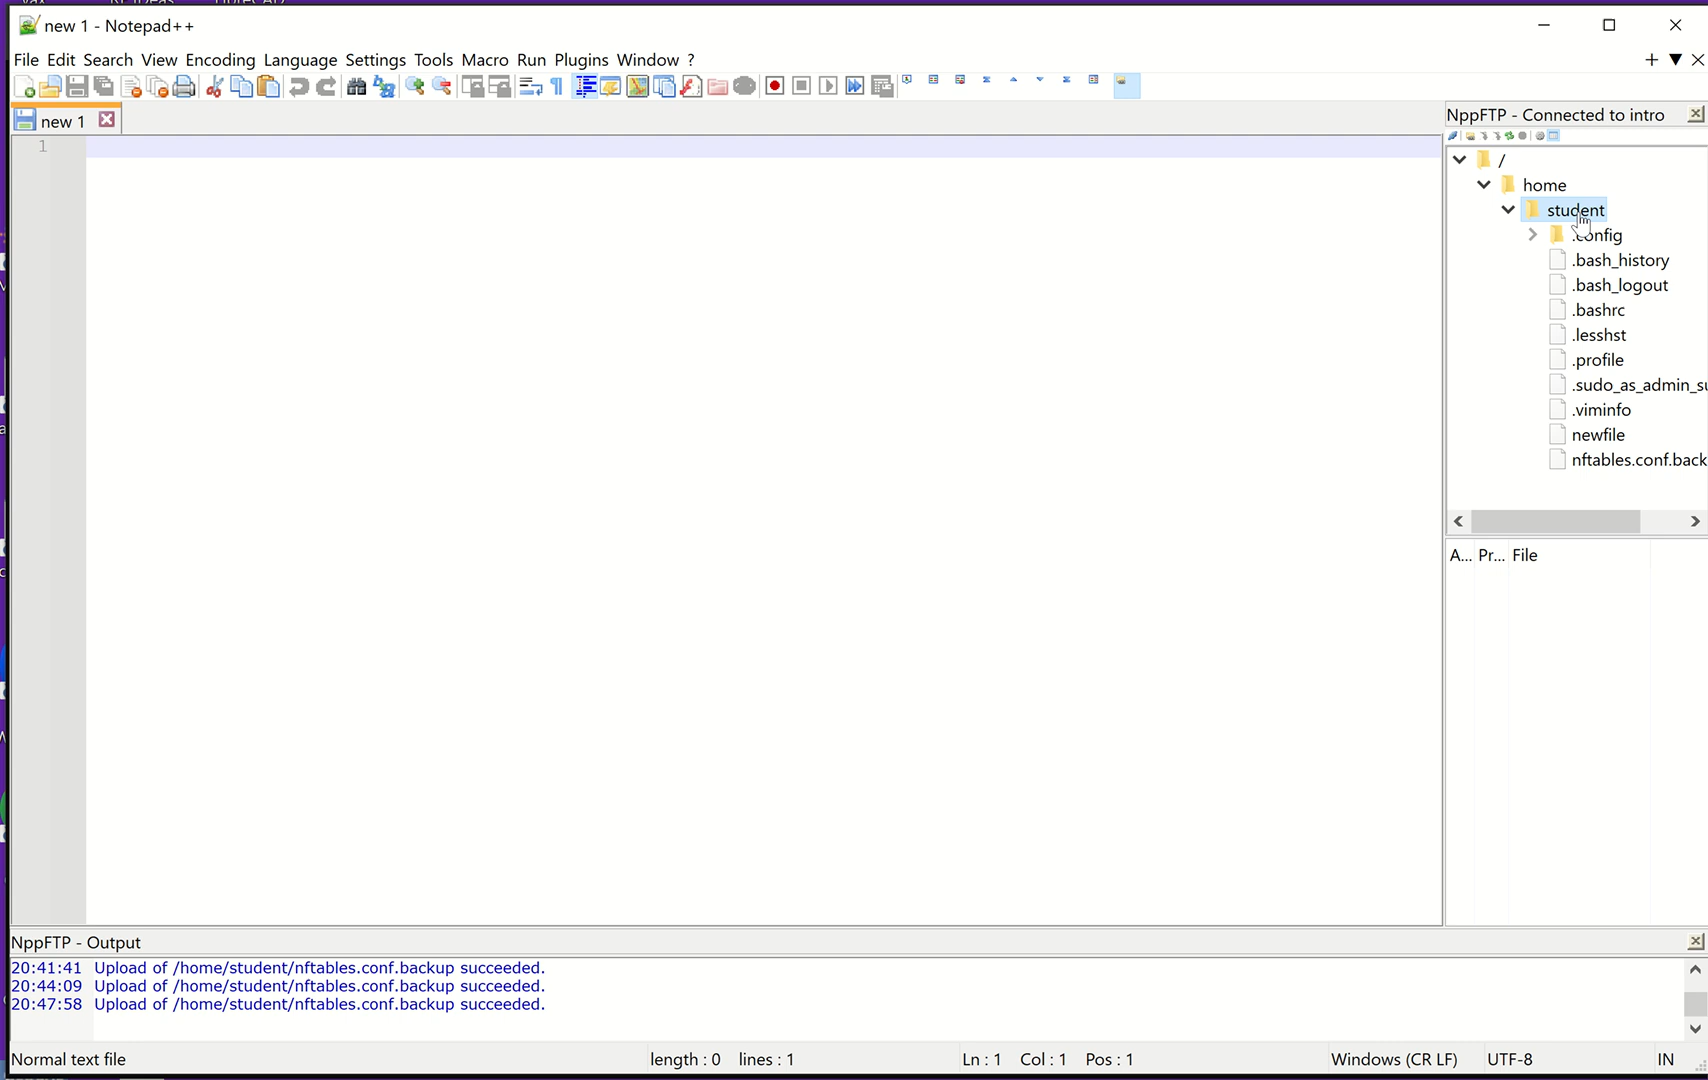 new 1 - Notepad++
File Edit Search View Encoding Language Settings Tools Macro Run Plugins Window ?
new 1
NppFTP - Connected to intro
1
/
home
student
.config
.bash_history
.bash_logout
.bashrc
.lesshst
.profile
.sudo_as_admin_su
.viminfo
newfile
nftables.conf.back
A... Pr... File
NppFTP - Output
20:41:41 Upload of /home/student/nftables.conf.backup succeeded.
20:44:09 Upload of /home/student/nftables.conf.backup succeeded.
20:47:58 Upload of /home/student/nftables.conf.backup succeeded.
Normal text file length : 0 lines : 1 Ln : 1 Col : 1 Pos : 1 Windows (CR LF) UTF-8 IN